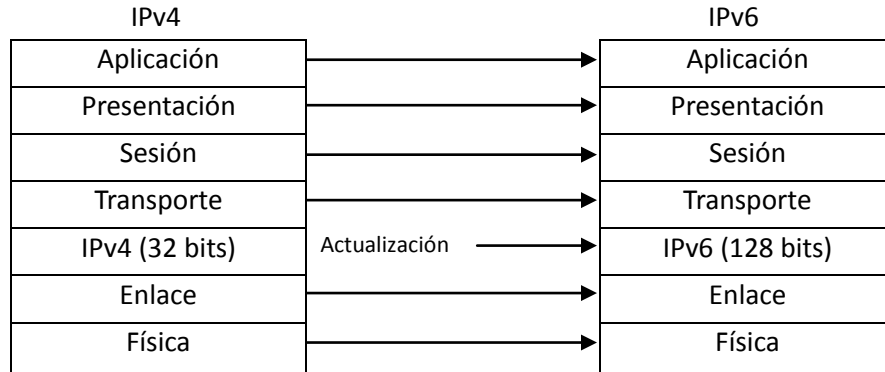 IPv4 IPv6
Aplicación Aplicación
Presentación Presentación
Sesión Sesión
Transporte Transporte
IPv4 (32 bits) Actualización IPv6 (128 bits)
Enlace Enlace
Física Física